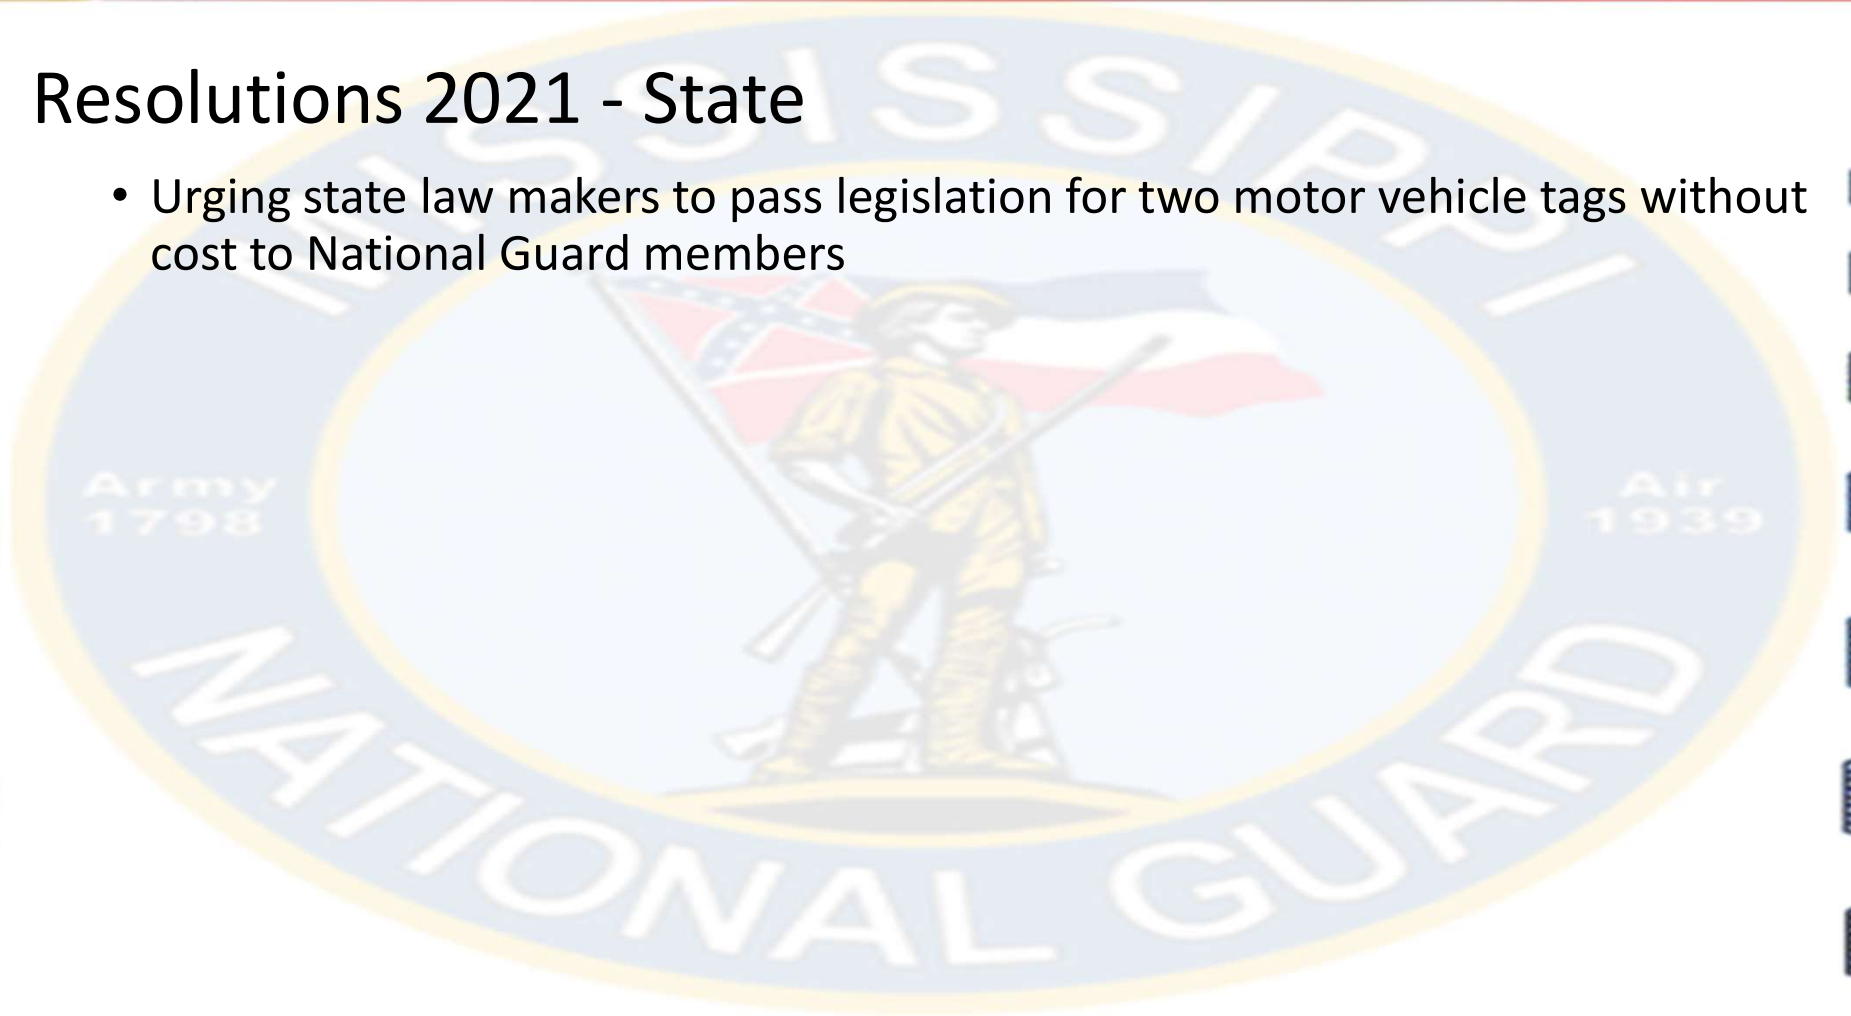 Resolutions 2021 - State
• Urging state law makers to pass legislation for two motor vehicle tags without
cost to National Guard members
MISSISSIPPI
Army
1798
Air
1939
NATIONAL GUARD